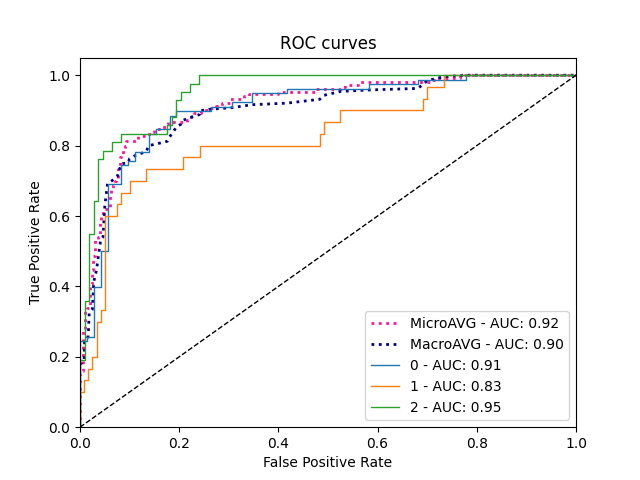 ROC curves
1.0
0.8
0.6
0.4
0.2
0.0
True Positive Rate
MicroAVG - AUC: 0.92
MacroAVG - AUC: 0.90
0 - AUC: 0.91
1 - AUC: 0.83
2 - AUC: 0.95
0.0 0.2 0.4 0.6 0.8 1.0
False Positive Rate